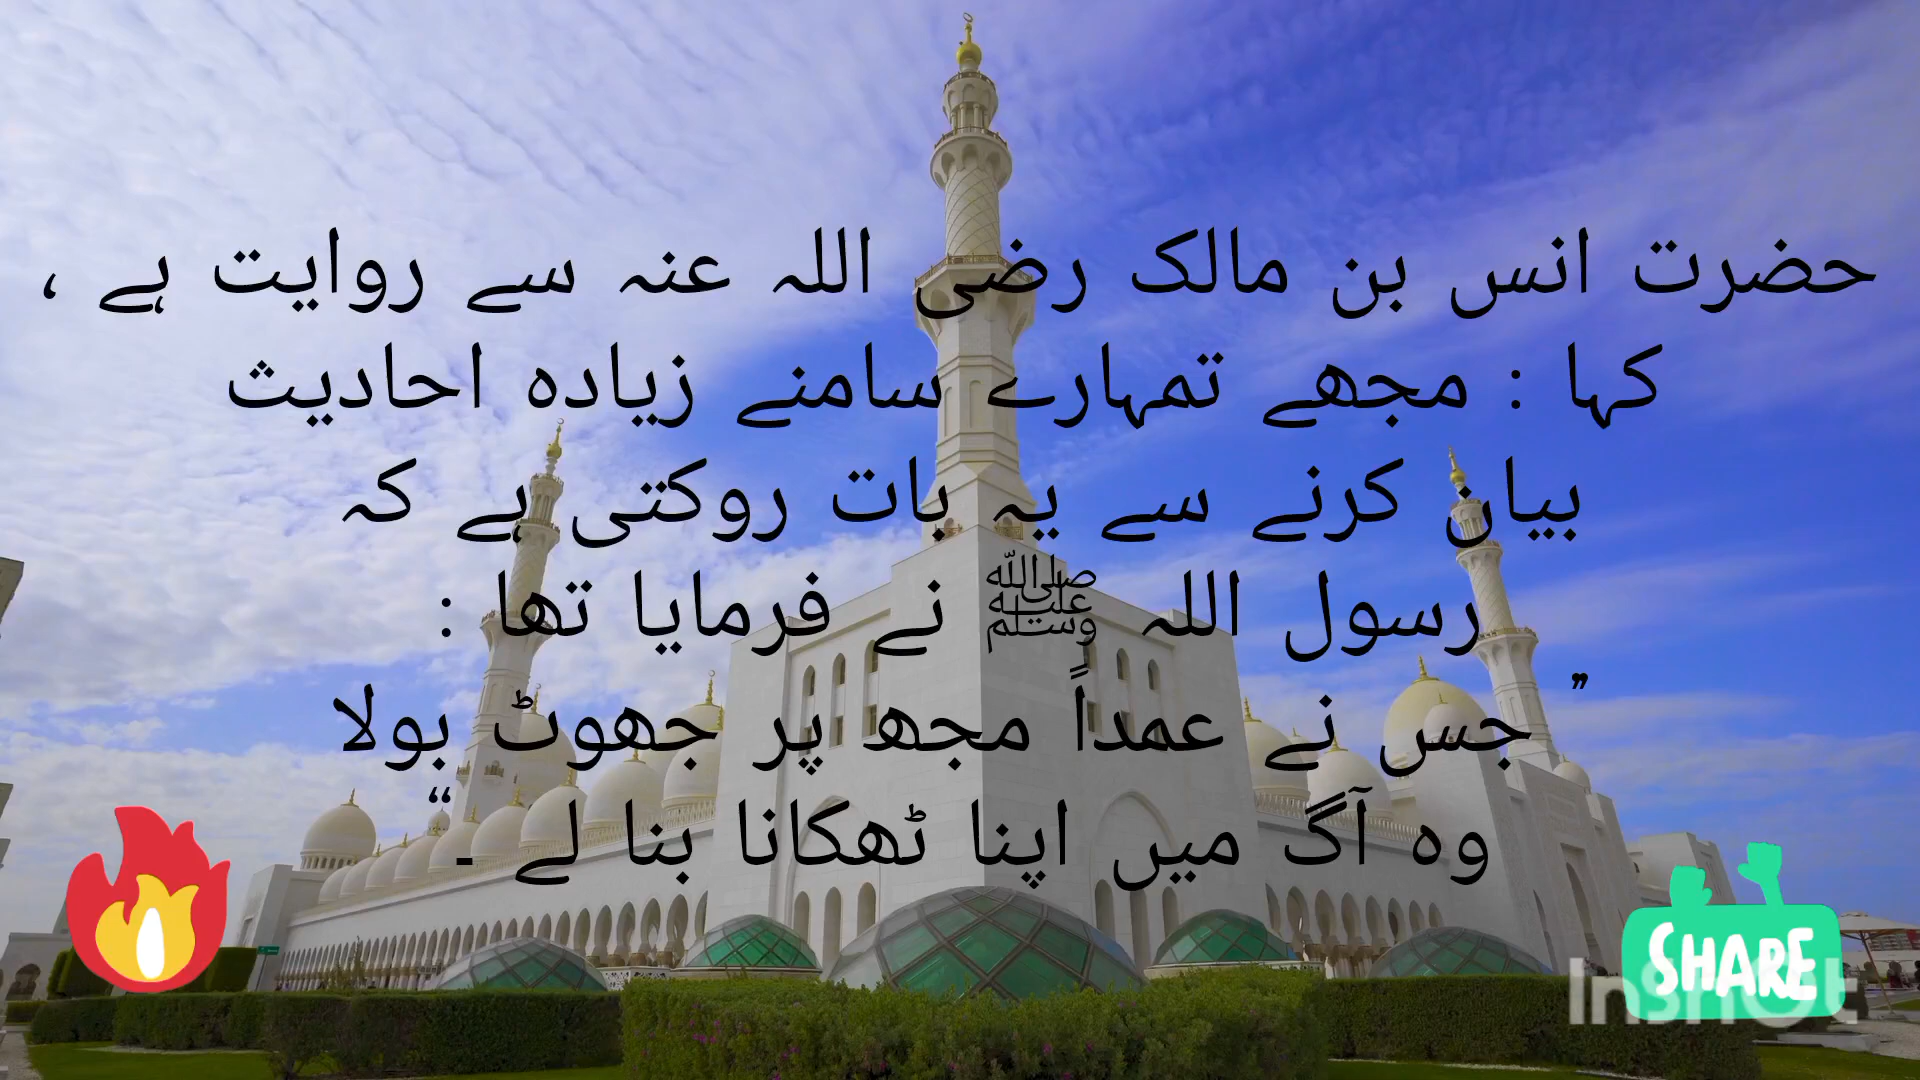 حضرت انس بن مالک رضی اللہ عنہ سے روایت ہے ،
کہا : مجھے تمہارے سامنے زیادہ احادیث
بیان کرنے سے یہ بات روکتی ہے کہ
رسول اللہ ﷺ نے فرمایا تھا :
” جس نے عمداً مجھ پر جھوٹ بولا
وہ آگ میں اپنا ٹھکانا بنا لے ۔“
SHARE
InShot